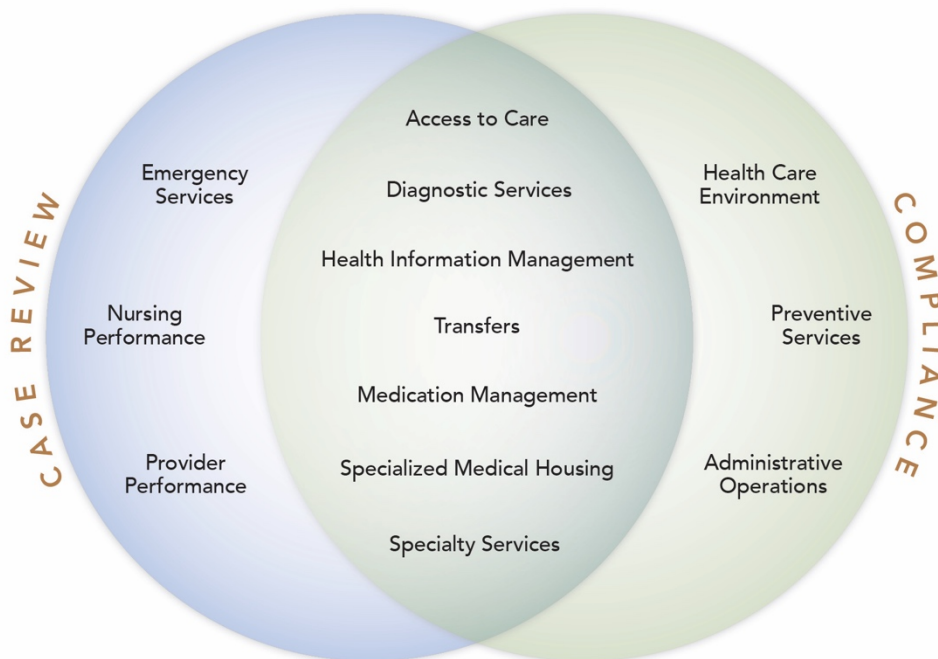 CASE REVIEW
Emergency
Services
Nursing
Performance
Provider
Performance
Access to Care
Diagnostic Services
Health Information Management
Transfers
Medication Management
Specialized Medical Housing
Specialty Services
Health Care
Environment
Preventive
Services
Administrative
Operations
COMPLIANCE